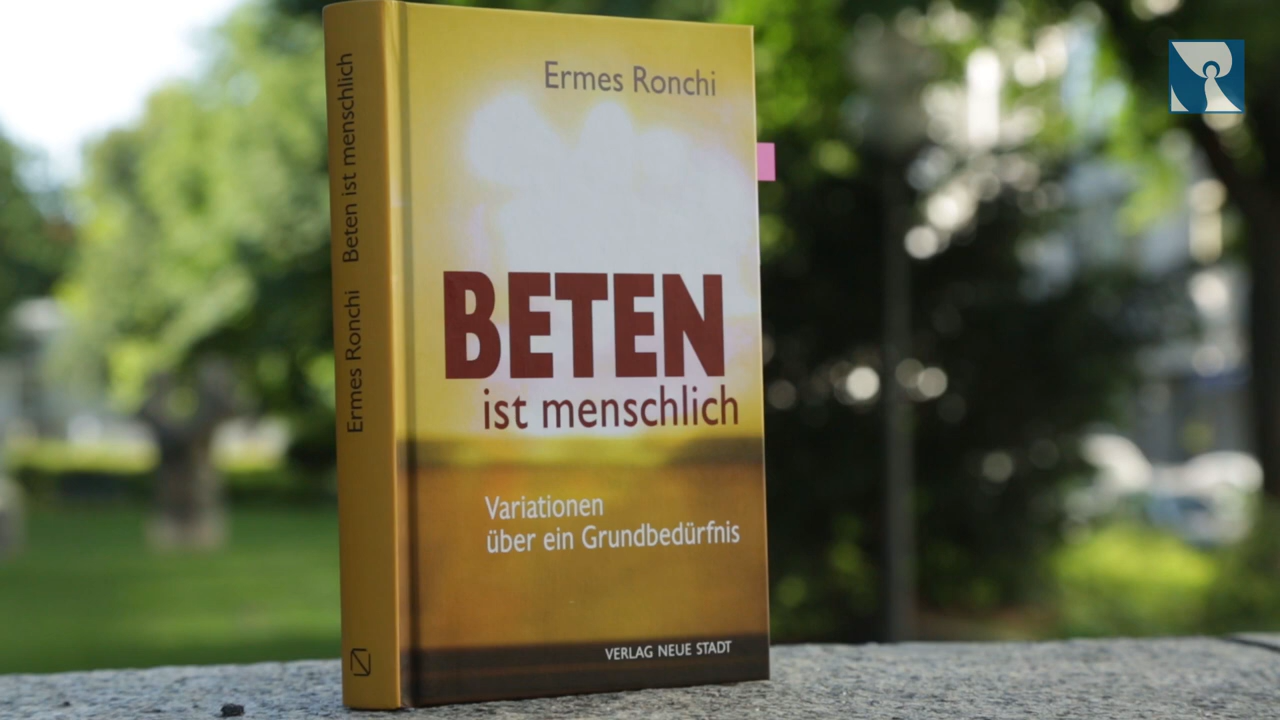 Ermes Ronchi
BETEN
ist menschlich
Variationen
über ein Grundbedürfnis
VERLAG NEUE STADT
Ermes Ronchi Beten ist menschlich